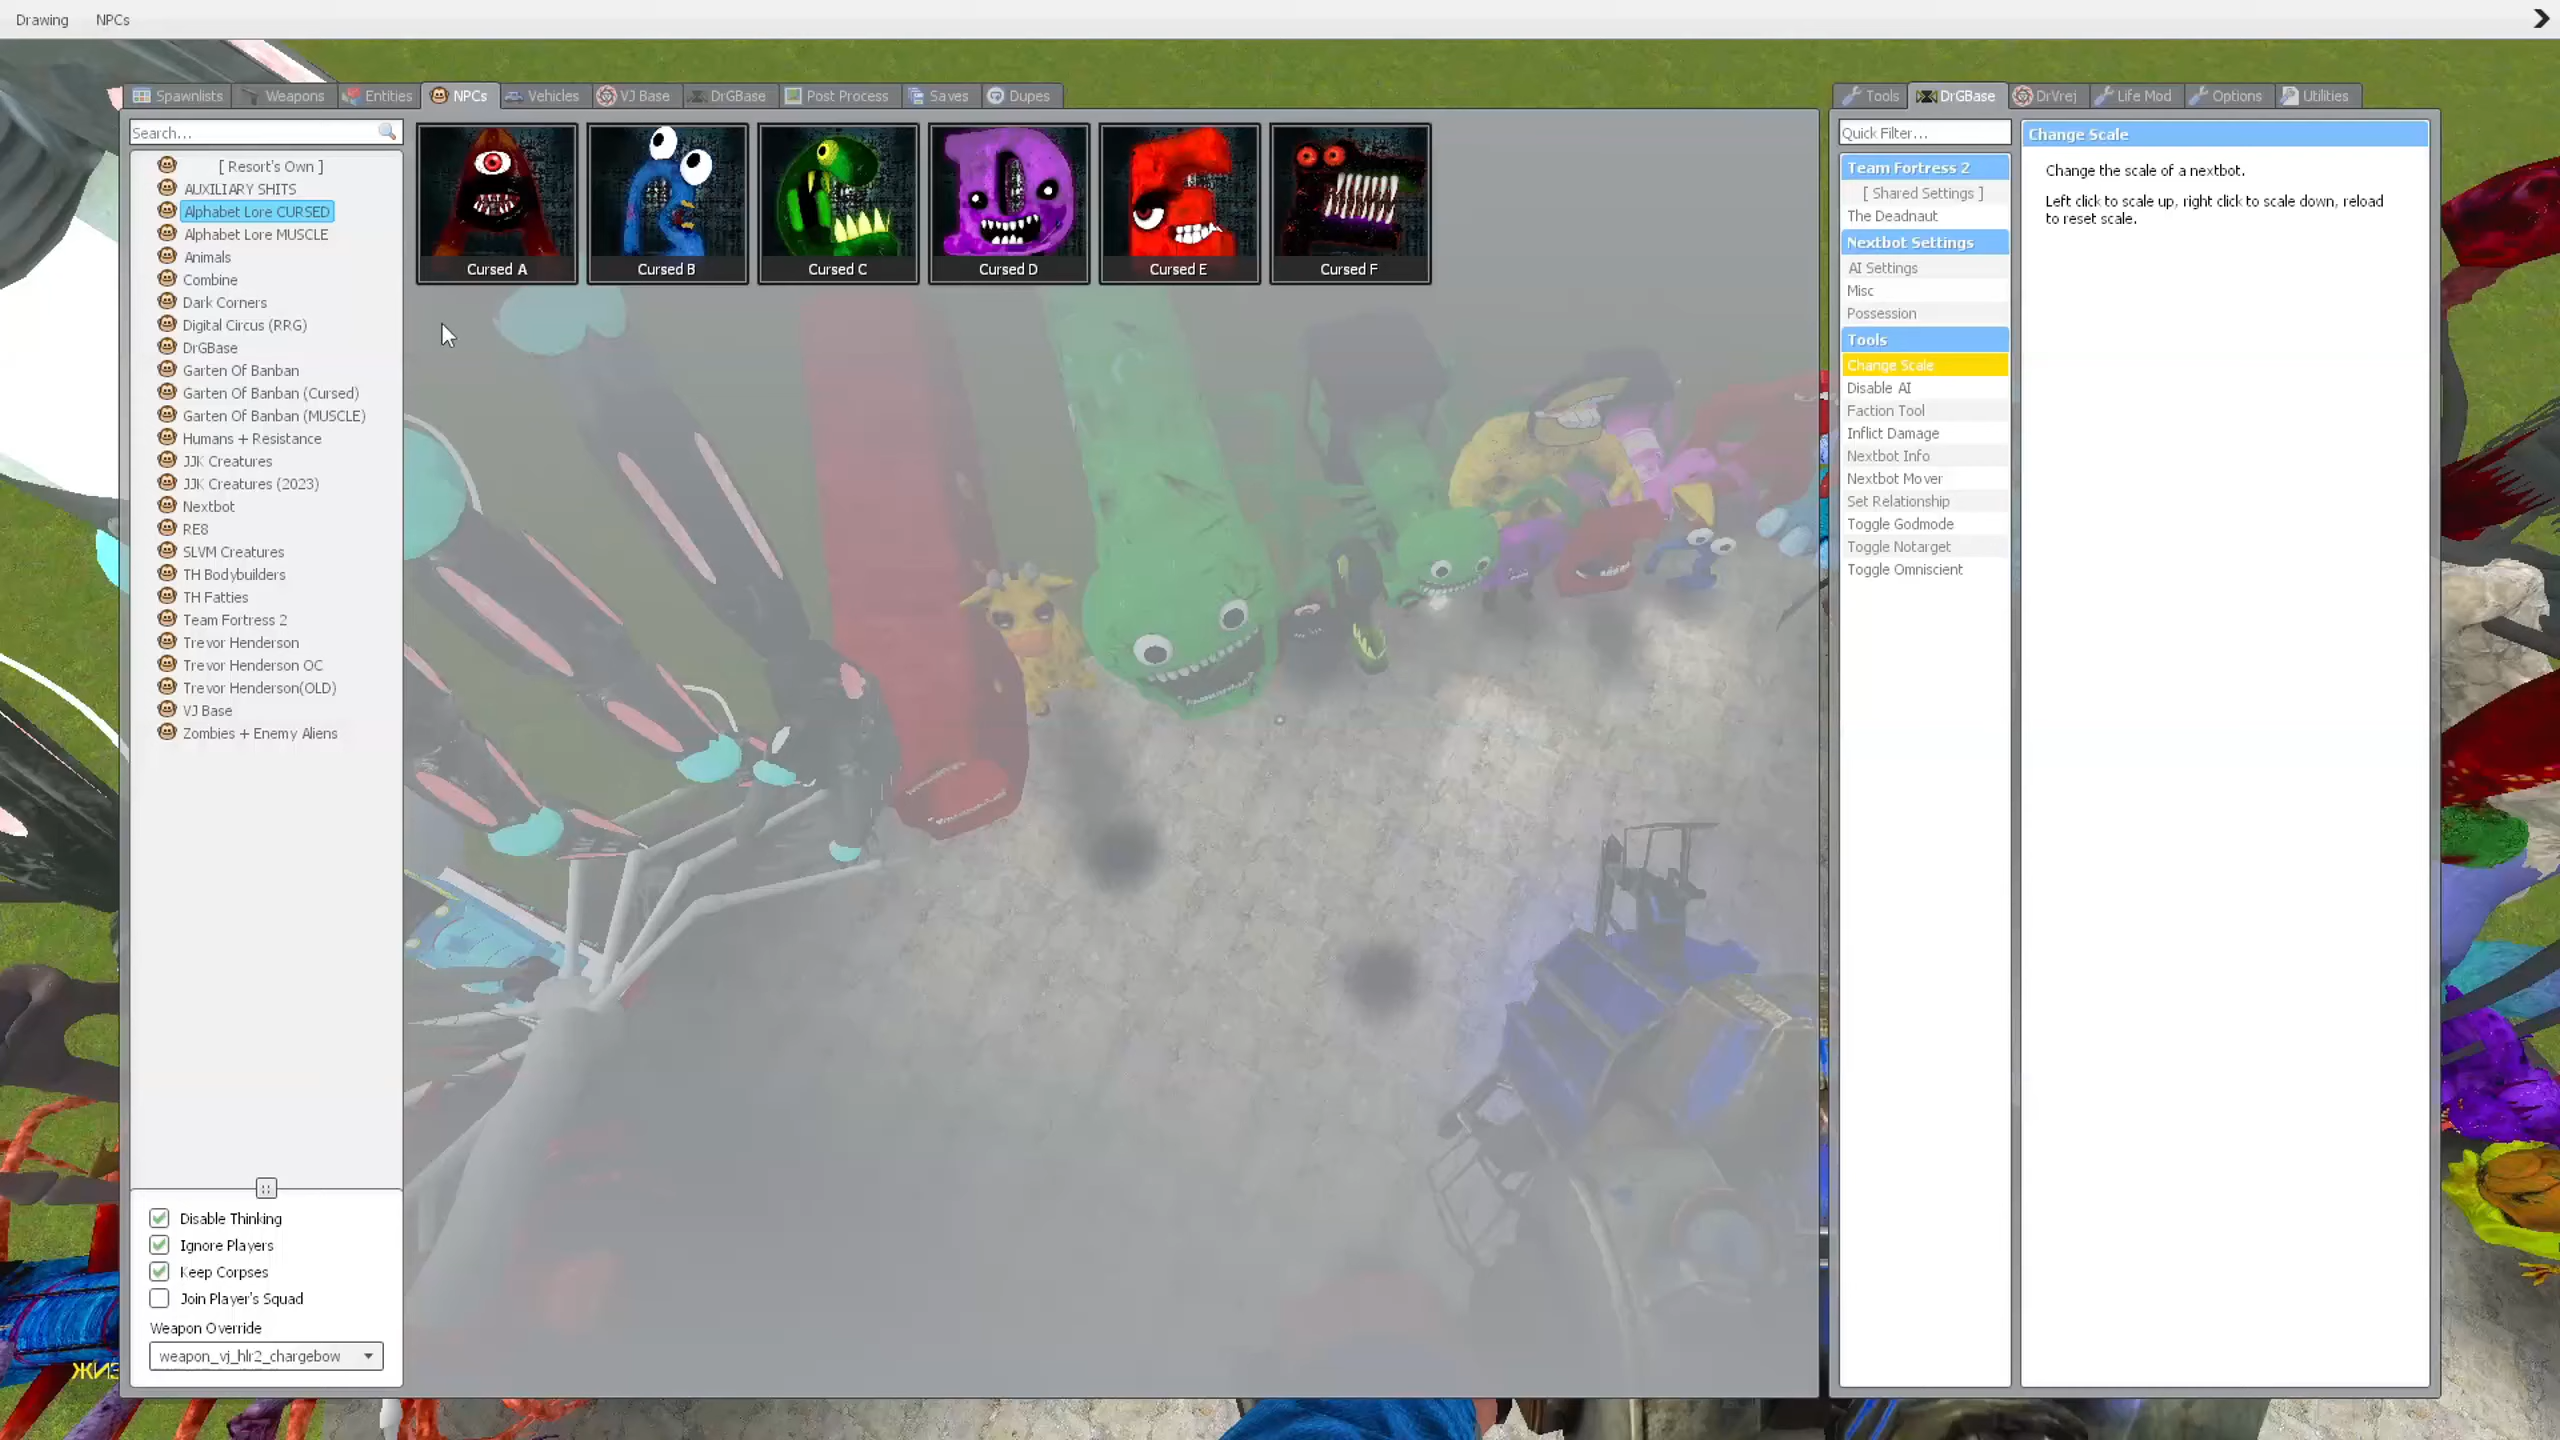 Drawing NPCs
Spawnlists Weapons Entities NPCs Vehicles VJ Base DrGBase Post Process Saves Dupes
Search...
[ Resort's Own ]
AUXILIARY SHITS
Alphabet Lore CURSED
Alphabet Lore MUSCLE
Animals
Combine
Dark Corners
Digital Circus (RRG)
DrGBase
Garten Of Banban
Garten Of Banban (Cursed)
Garten Of Banban (MUSCLE)
Humans + Resistance
JJK Creatures
JJK Creatures (2023)
Nextbot
RE8
SLVM Creatures
TH Bodybuilders
TH Fatties
Team Fortress 2
Trevor Henderson
Trevor Henderson OC
Trevor Henderson(OLD)
VJ Base
Zombies + Enemy Aliens
Disable Thinking
Ignore Players
Keep Corpses
Join Player's Squad
Weapon Override
weapon_vj_hlr2_chargebow
Cursed A
Cursed B
Cursed C
Cursed D
Cursed E
Cursed F
Tools DrGBase DrVrej Life Mod Options Utilities
Quick Filter...
Team Fortress 2
[ Shared Settings ]
The Deadnaut
Nextbot Settings
AI Settings
Misc
Possession
Tools
Change Scale
Disable AI
Faction Tool
Inflict Damage
Nextbot Info
Nextbot Mover
Set Relationship
Toggle Godmode
Toggle Notarget
Toggle Omniscient
Change Scale
Change the scale of a nextbot.
Left click to scale up, right click to scale down, reload
to reset scale.